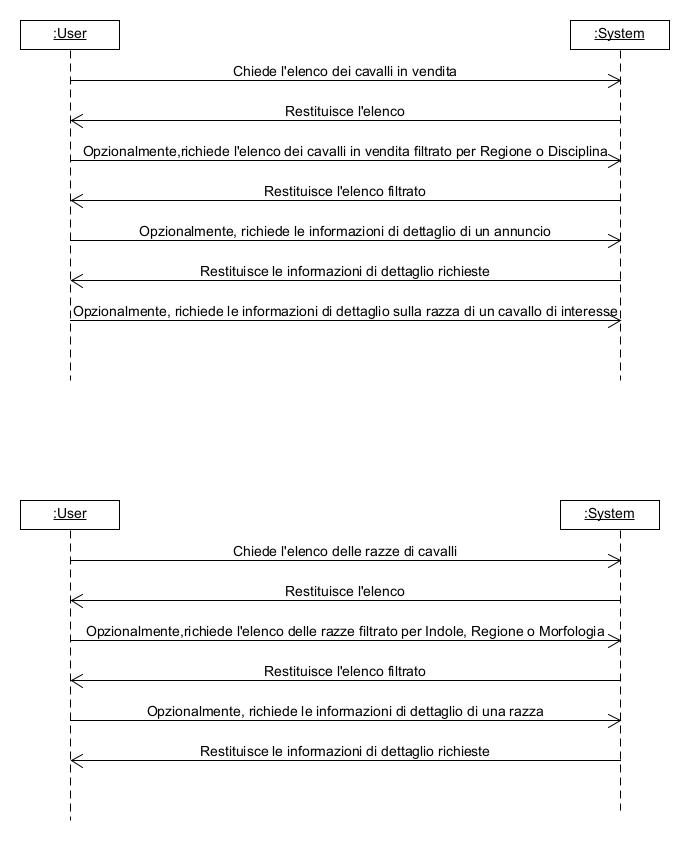 :User
:System
Chiede l'elenco dei cavalli in vendita
Restituisce l'elenco
Opzionalmente,richiede l'elenco dei cavalli in vendita filtrato per Regione o Disciplina
Restituisce l'elenco filtrato
Opzionalmente, richiede le informazioni di dettaglio di un annuncio
Restituisce le informazioni di dettaglio richieste
Opzionalmente, richiede le informazioni di dettaglio sulla razza di un cavallo di interesse
:User
:System
Chiede l'elenco delle razze di cavalli
Restituisce l'elenco
Opzionalmente,richiede l'elenco delle razze filtrato per Indole, Regione o Morfologia
Restituisce l'elenco filtrato
Opzionalmente, richiede le informazioni di dettaglio di una razza
Restituisce le informazioni di dettaglio richieste